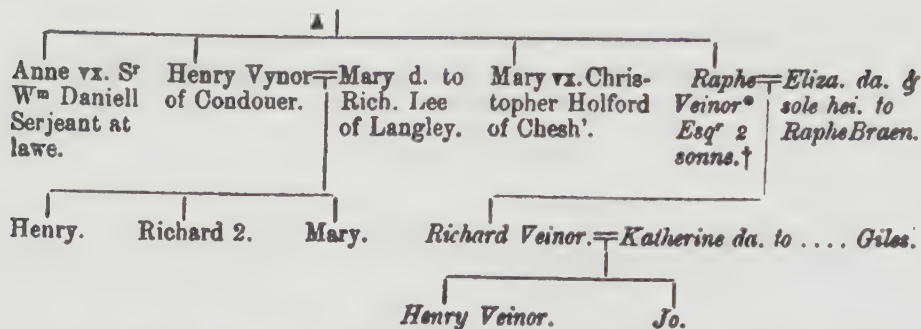 Anne vx. Sʳ
Wᵐ Daniell
Serjeant at
lawe.
Henry Vynor=Mary d. to
of Condouer. Rich. Lee
of Langley.
Mary vx. Chris-
topher Holford
of Chesh'.
Raphe=Eliza. da. &
Veinor* sole hei. to
Esqʳ 2 Raphe Braen.
sonne.†
Henry. Richard 2. Mary. Richard Veinor.=Katherine da. to .... Giles.
Henry Veinor. Jo.